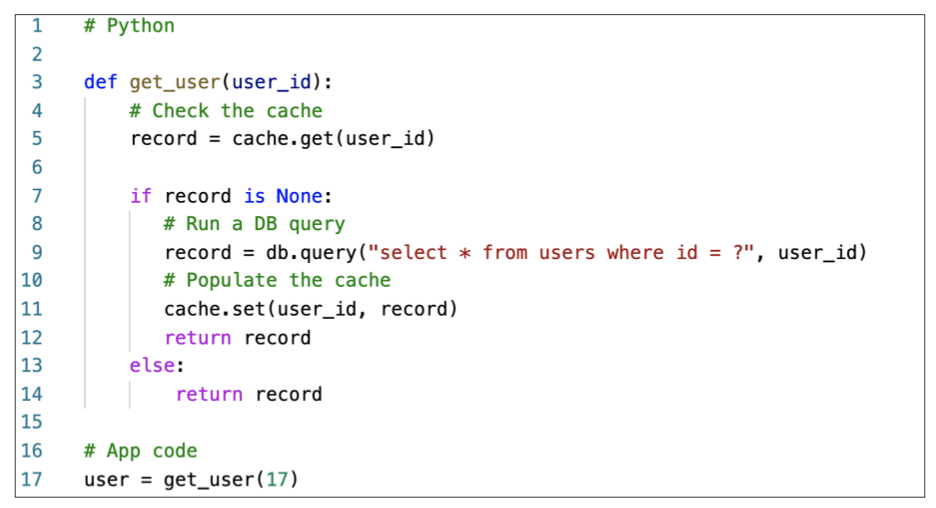 1 # Python
2
3 def get_user(user_id):
4     # Check the cache
5     record = cache.get(user_id)
6
7     if record is None:
8        # Run a DB query
9        record = db.query("select * from users where id = ?", user_id)
10        # Populate the cache
11        cache.set(user_id, record)
12        return record
13     else:
14         return record
15
16 # App code
17 user = get_user(17)